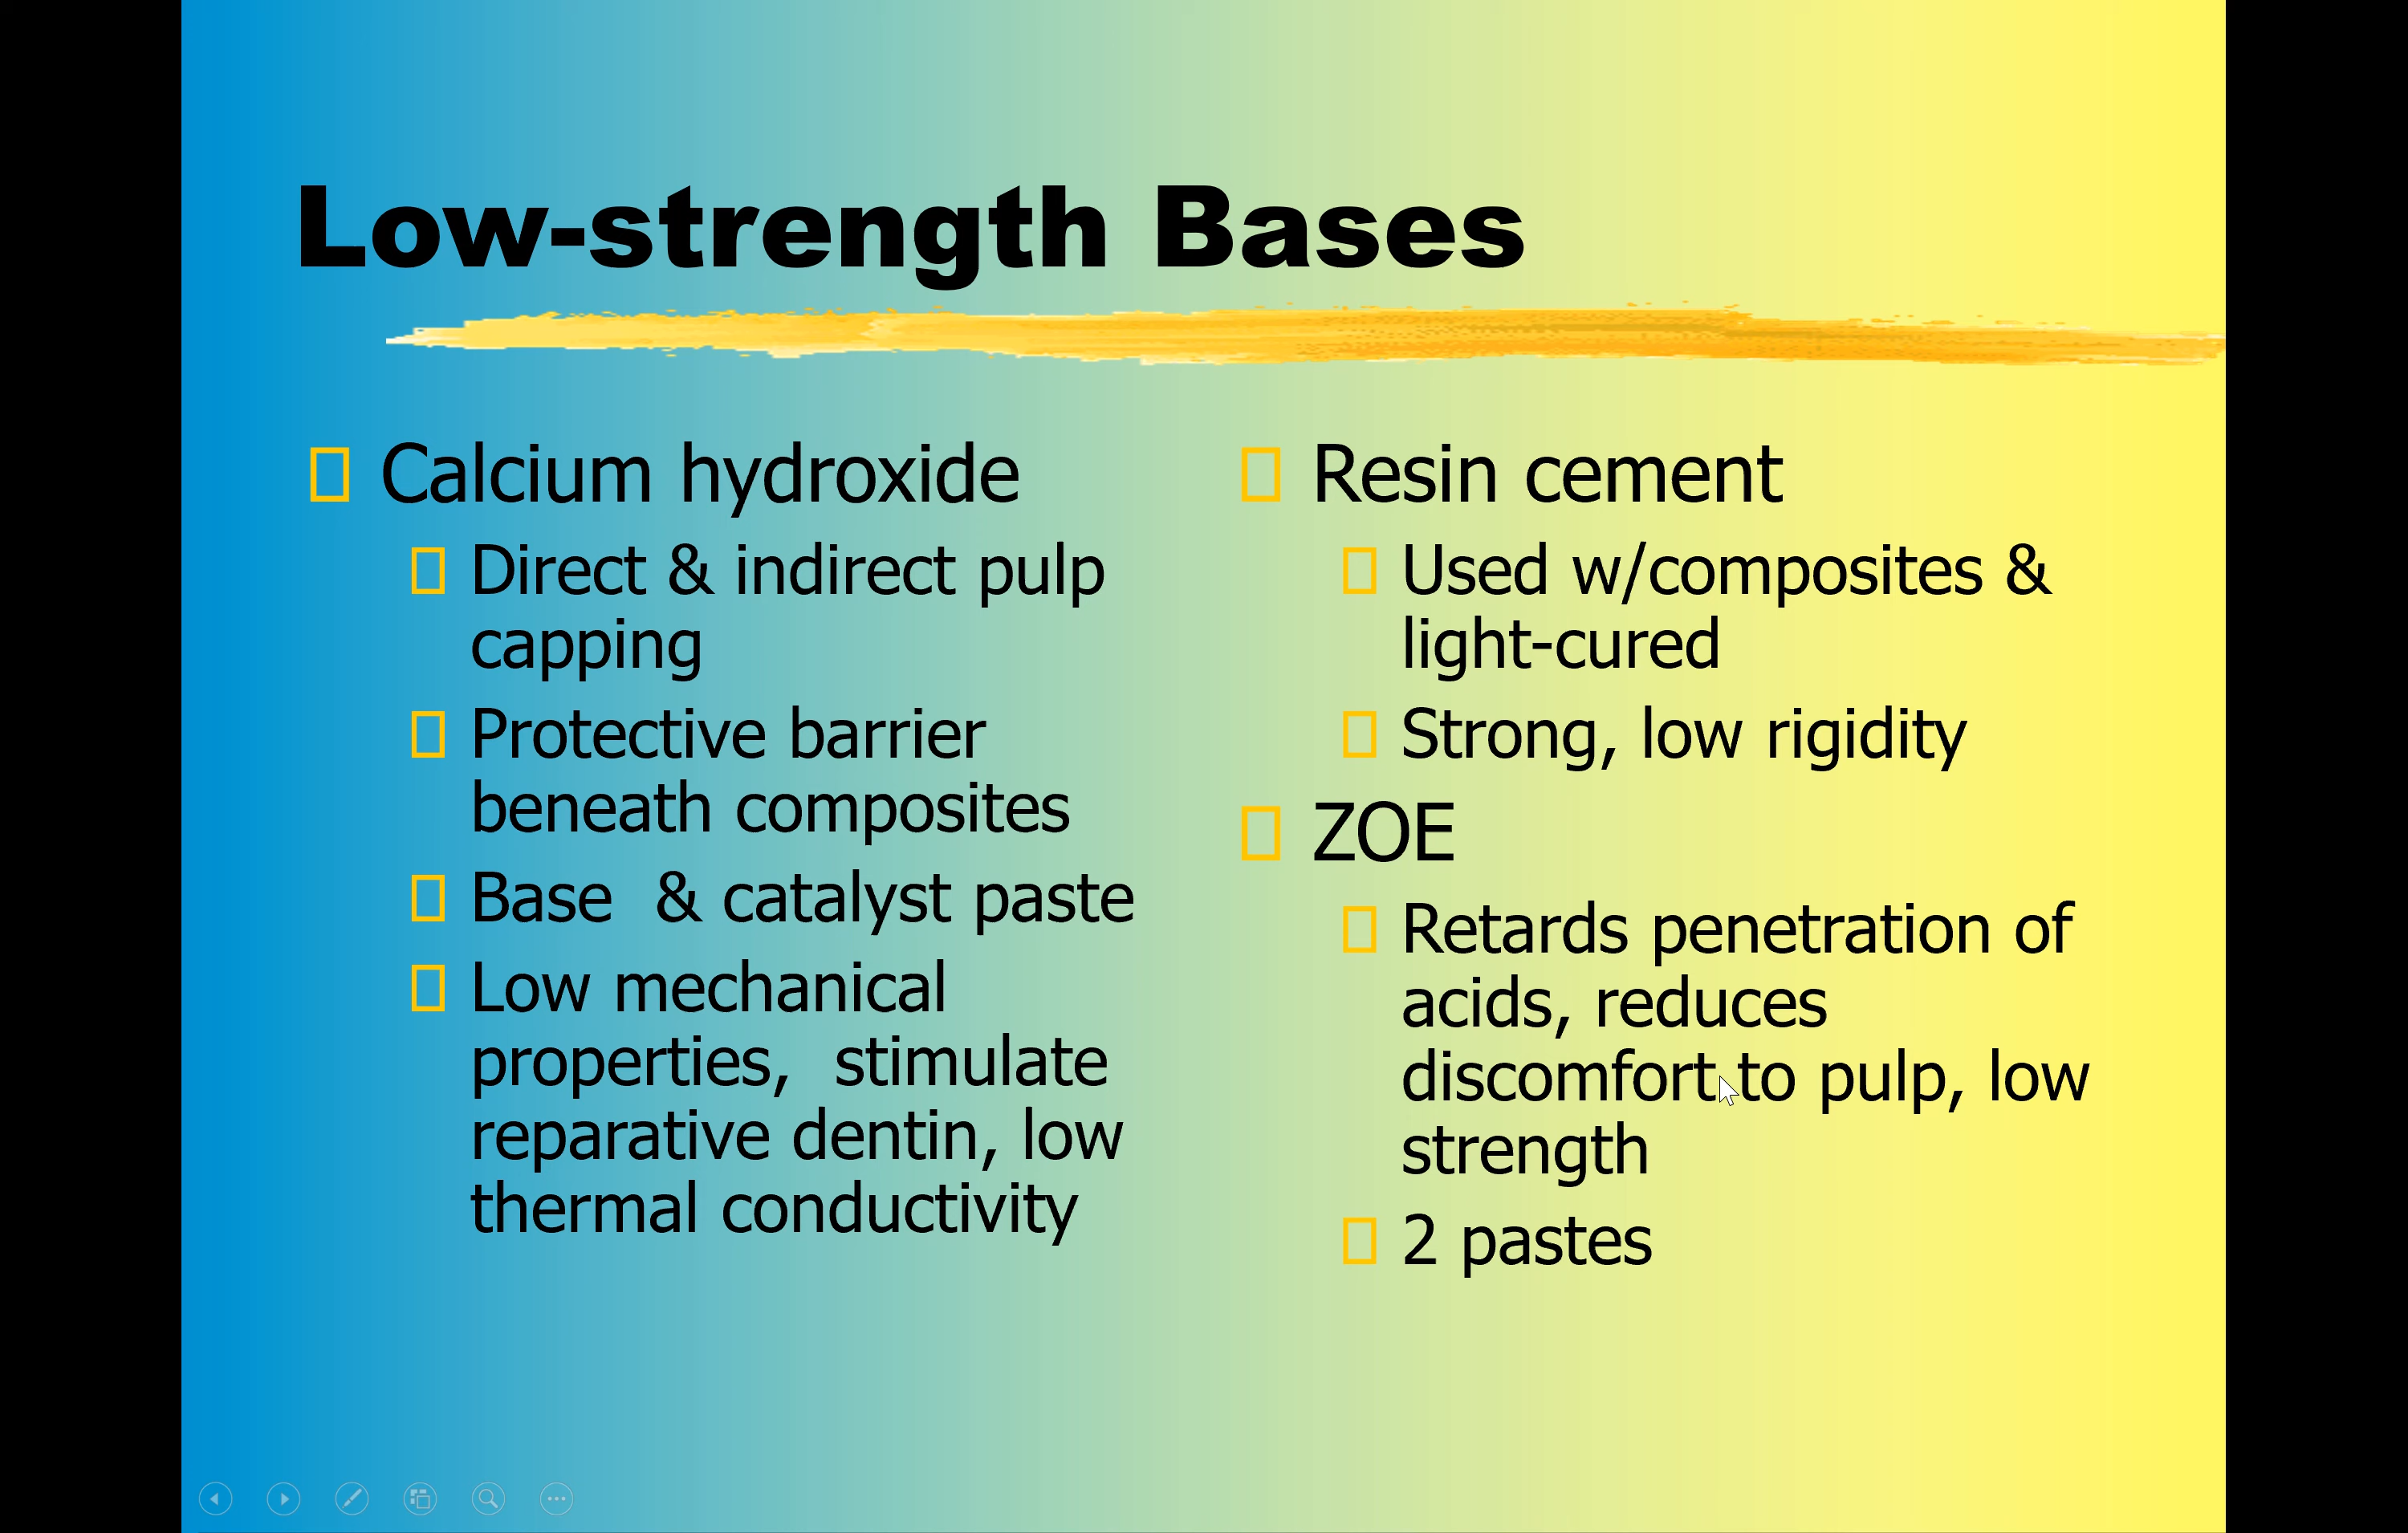 Low-strength Bases
Calcium hydroxide
Direct & indirect pulp
capping
Protective barrier
beneath composites
Base  & catalyst paste
Low mechanical
properties,  stimulate
reparative dentin, low
thermal conductivity
Resin cement
Used w/composites &
light-cured
Strong, low rigidity
ZOE
Retards penetration of
acids, reduces
discomfort to pulp, low
strength
2 pastes